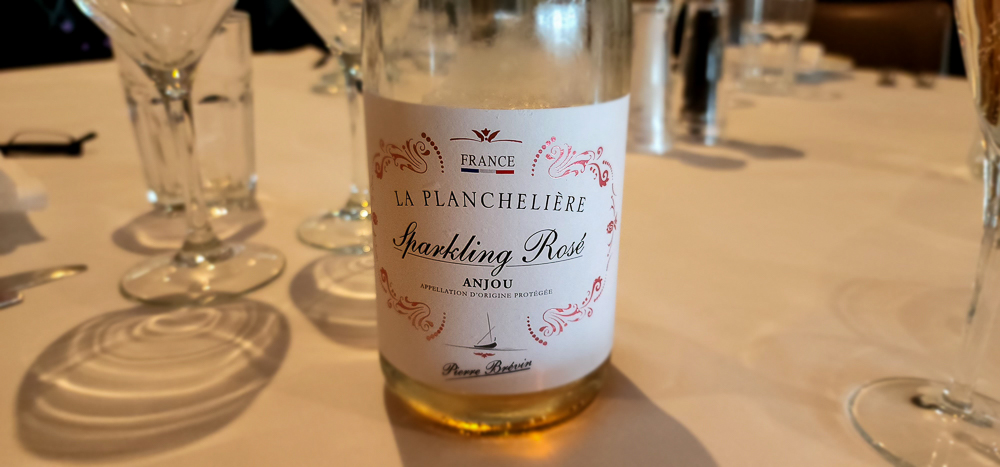 FRANCE
LA PLANCHELIÈRE
Sparkling Rosé
ANJOU
APPELLATION D'ORIGINE PROTÉGÉE
Pierre Brévin